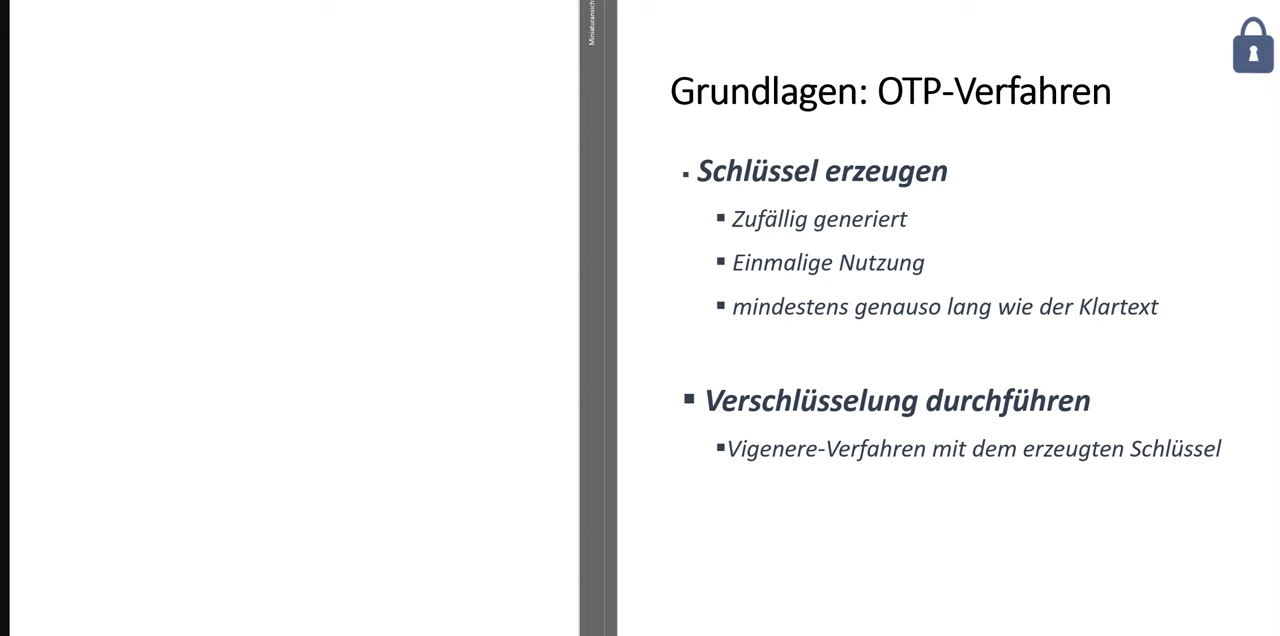 Miniaturansicht
Grundlagen: OTP-Verfahren
▪ Schlüssel erzeugen
▪ Zufällig generiert
▪ Einmalige Nutzung
▪ mindestens genauso lang wie der Klartext
▪ Verschlüsselung durchführen
▪Vigenere-Verfahren mit dem erzeugten Schlüssel